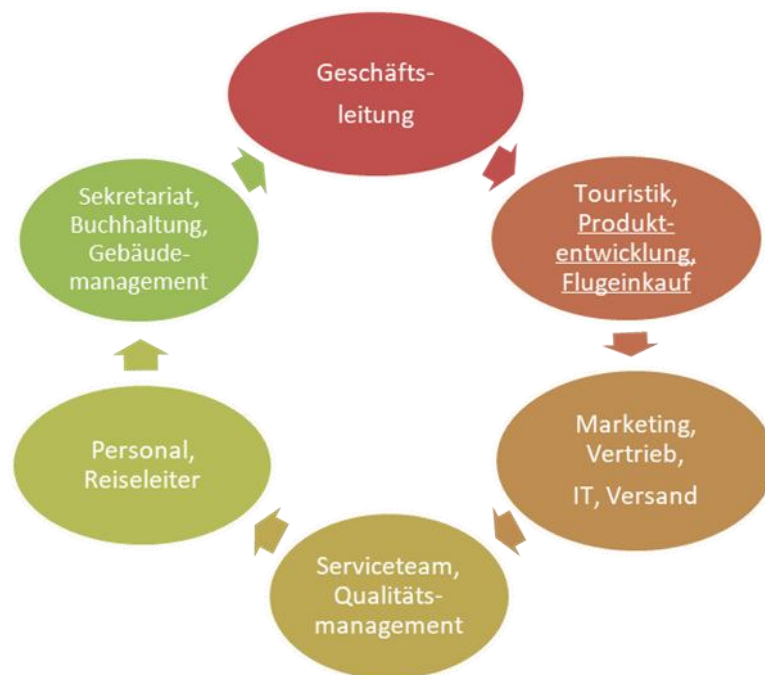 Geschäfts-
leitung
Touristik,
Produkt-
entwicklung,
Flugeinkauf
Marketing,
Vertrieb,
IT, Versand
Serviceteam,
Qualitäts-
management
Personal,
Reiseleiter
Sekretariat,
Buchhaltung,
Gebäude-
management